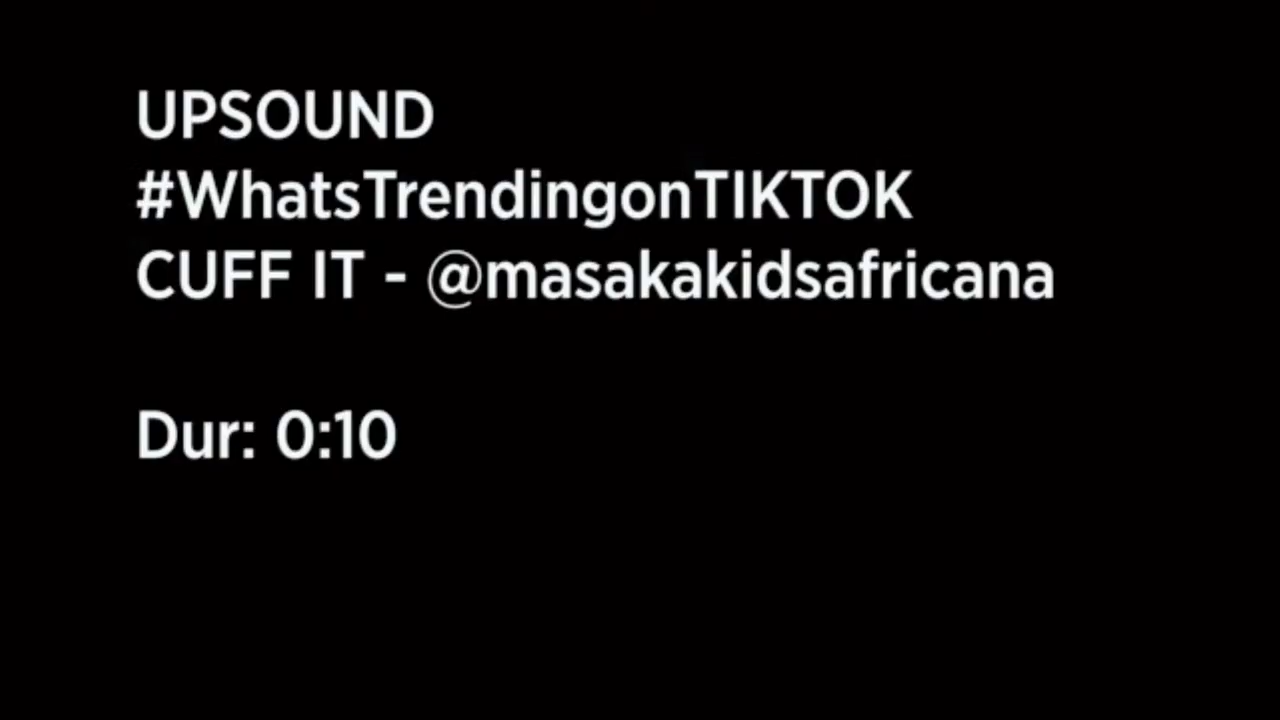 UPSOUND
#WhatsTrendingonTIKTOK
CUFF IT - @masakakidsafricana
Dur: 0:10